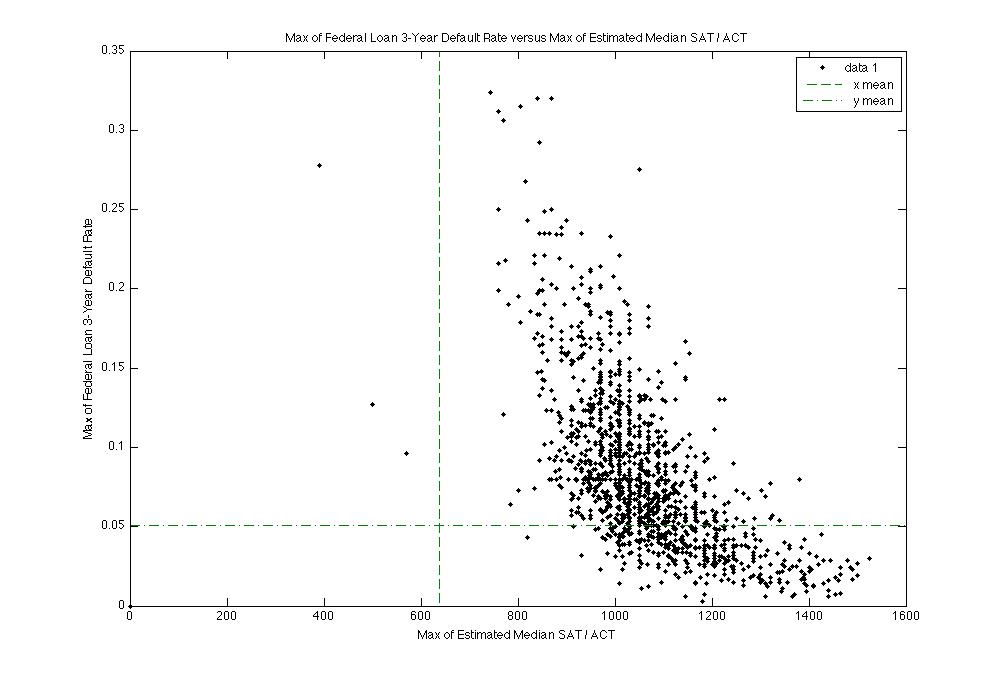 Max of Federal Loan 3-Year Default Rate versus Max of Estimated Median SAT / ACT
data 1
x mean
y mean
Max of Federal Loan 3-Year Default Rate
0.35
0.3
0.25
0.2
0.15
0.1
0.05
0
0 200 400 600 800 1000 1200 1400 1600
Max of Estimated Median SAT / ACT